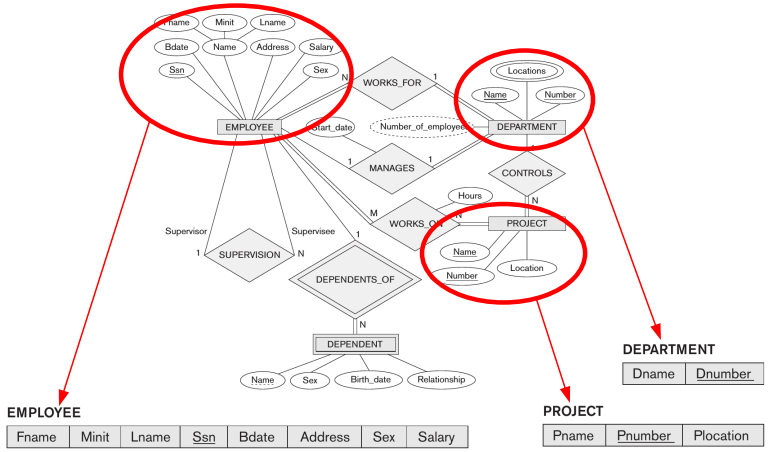 Fname Minit Lname
Bdate Name Address Salary
Ssn Sex
N WORKS_FOR 1
Locations
Name Number
EMPLOYEE
Start_date
Number_of_employee
DEPARTMENT
1 MANAGES 1
1
CONTROLS
N
Hours
M WORKS_ON N
PROJECT
Name
Number
Location
Supervisor Supervisee
1 SUPERVISION N
1
DEPENDENTS_OF
N
DEPENDENT
Name Sex Birth_date Relationship
DEPARTMENT
Dname Dnumber
EMPLOYEE
Fname Minit Lname Ssn Bdate Address Sex Salary
PROJECT
Pname Pnumber Plocation